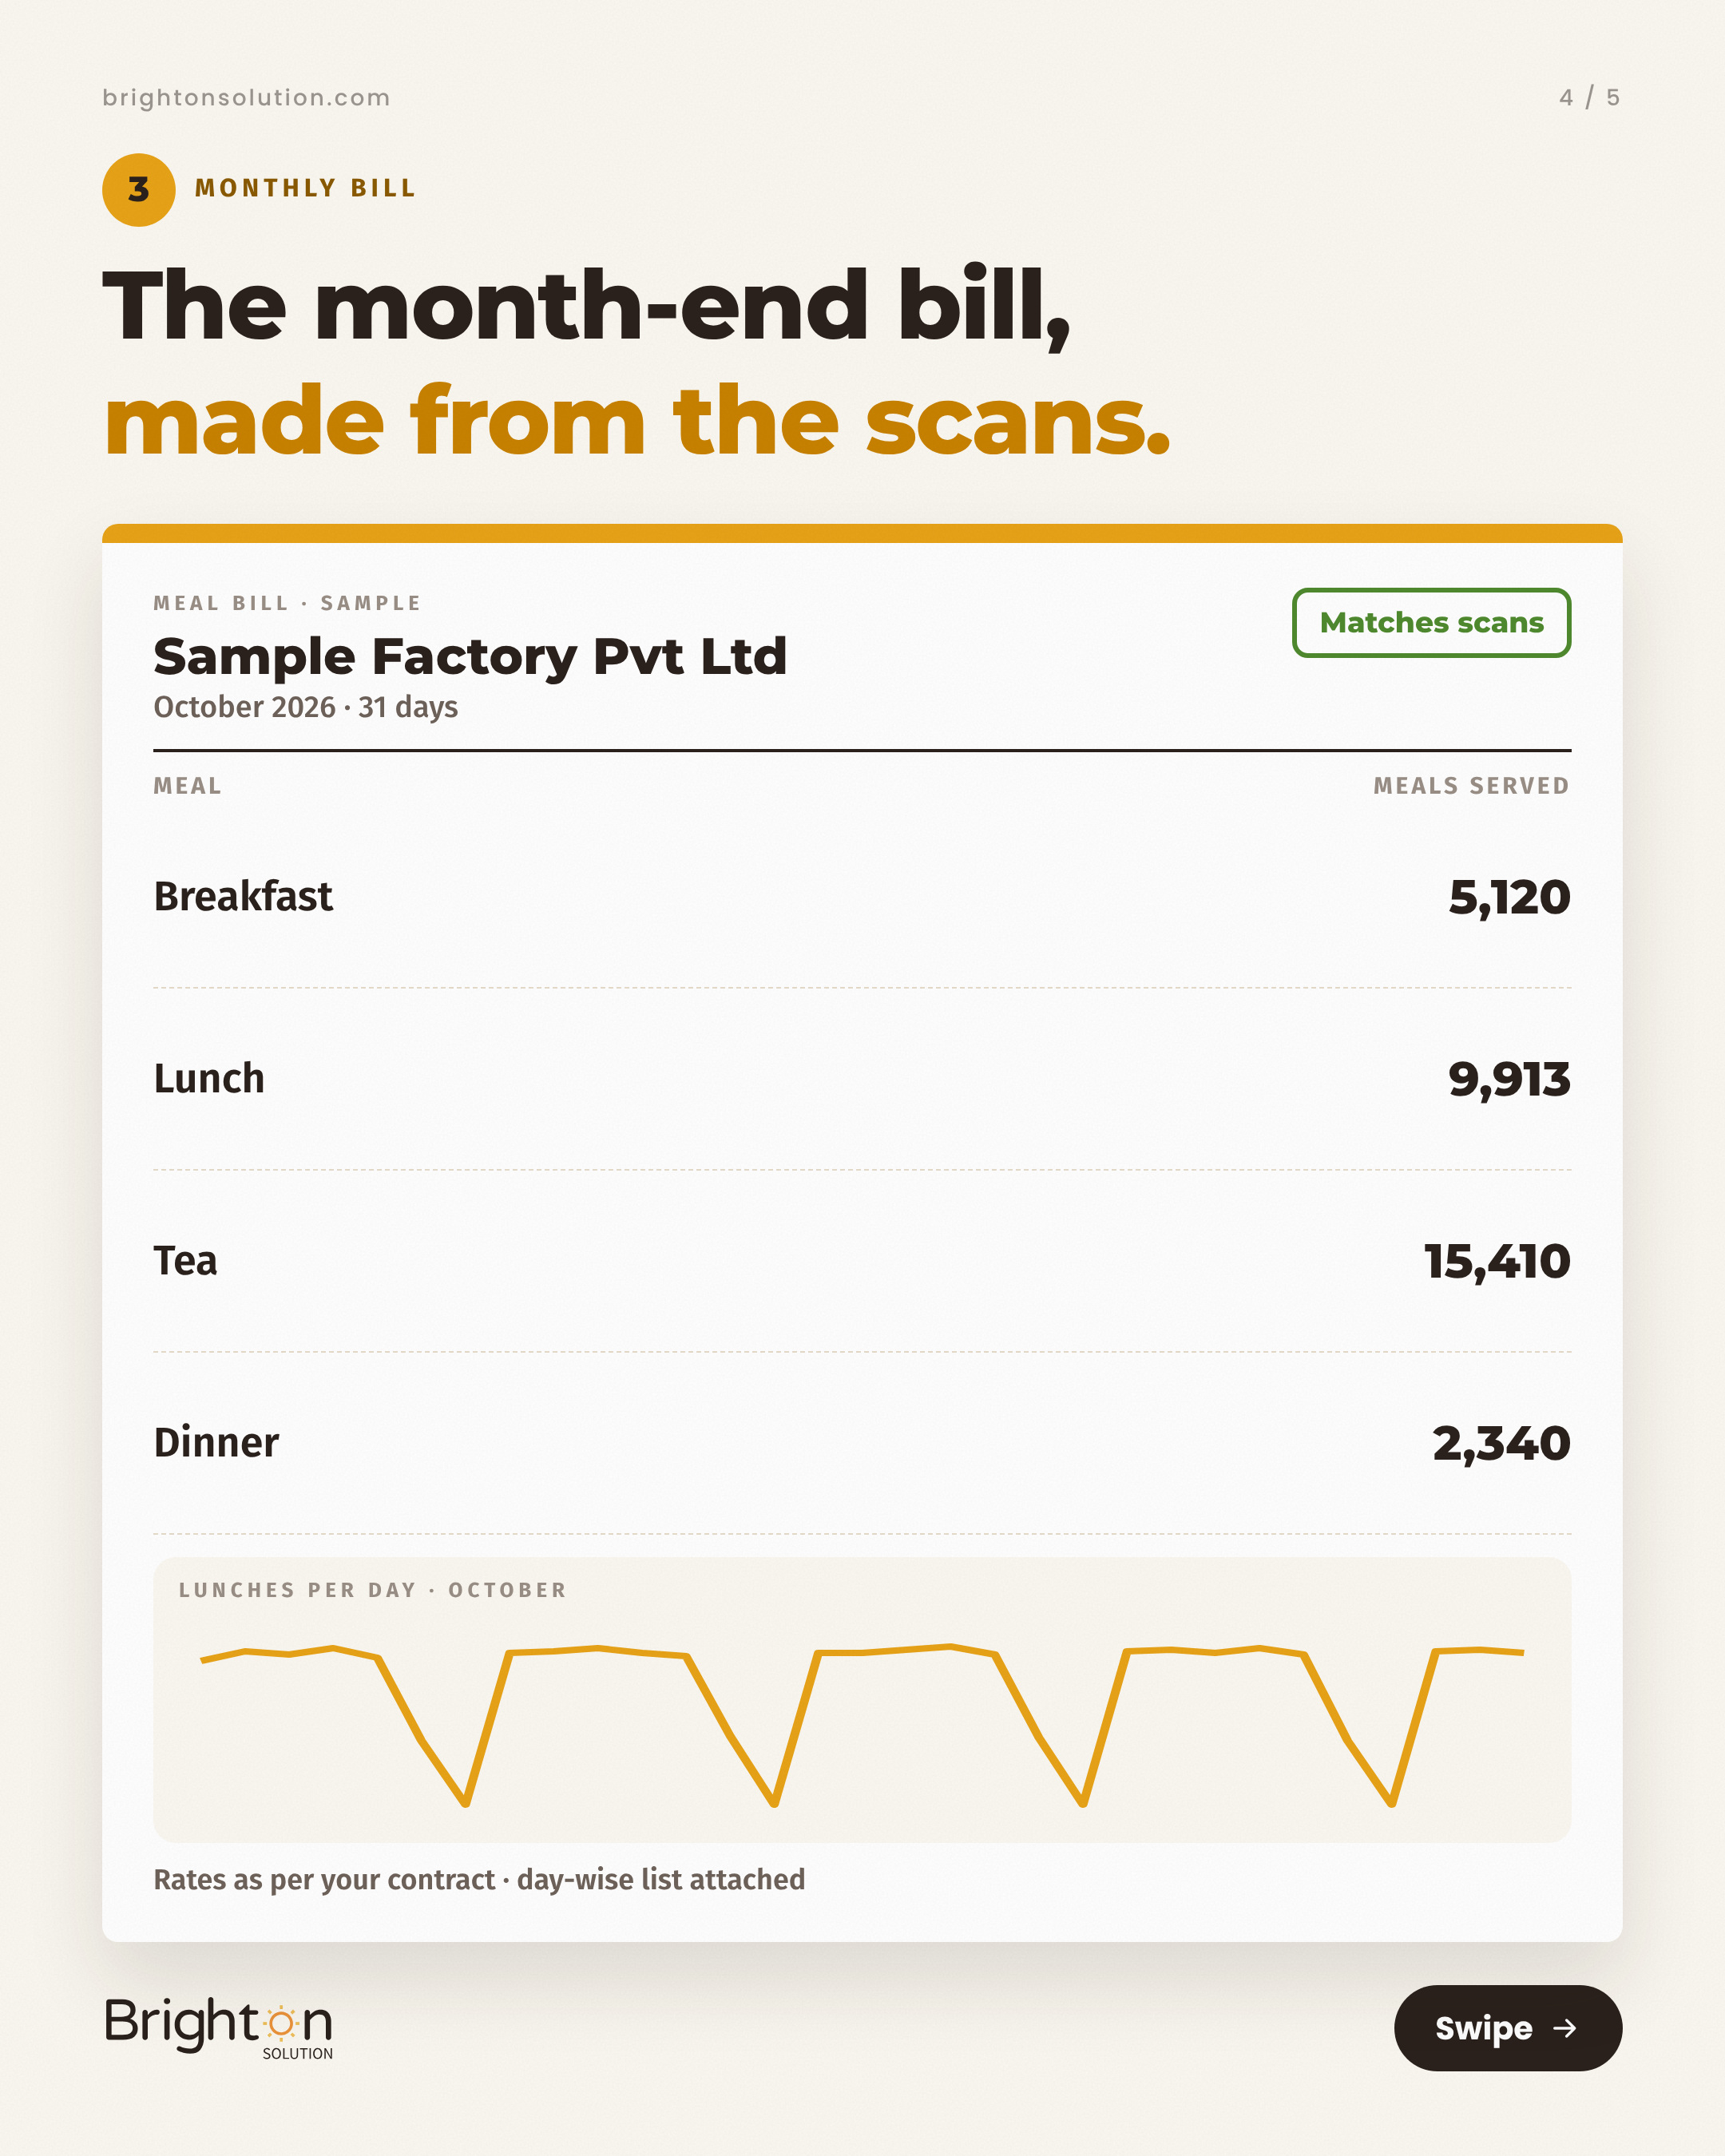 brightonsolution.com
4 / 5
3
MONTHLY BILL
The month-end bill,
made from the scans.
MEAL BILL · SAMPLE
Matches scans
Sample Factory Pvt Ltd
October 2026 · 31 days
MEAL
MEALS SERVED
Breakfast
5,120
Lunch
9,913
Tea
15,410
Dinner
2,340
LUNCHES PER DAY · OCTOBER
Rates as per your contract · day-wise list attached
Brighton
SOLUTION
Swipe →